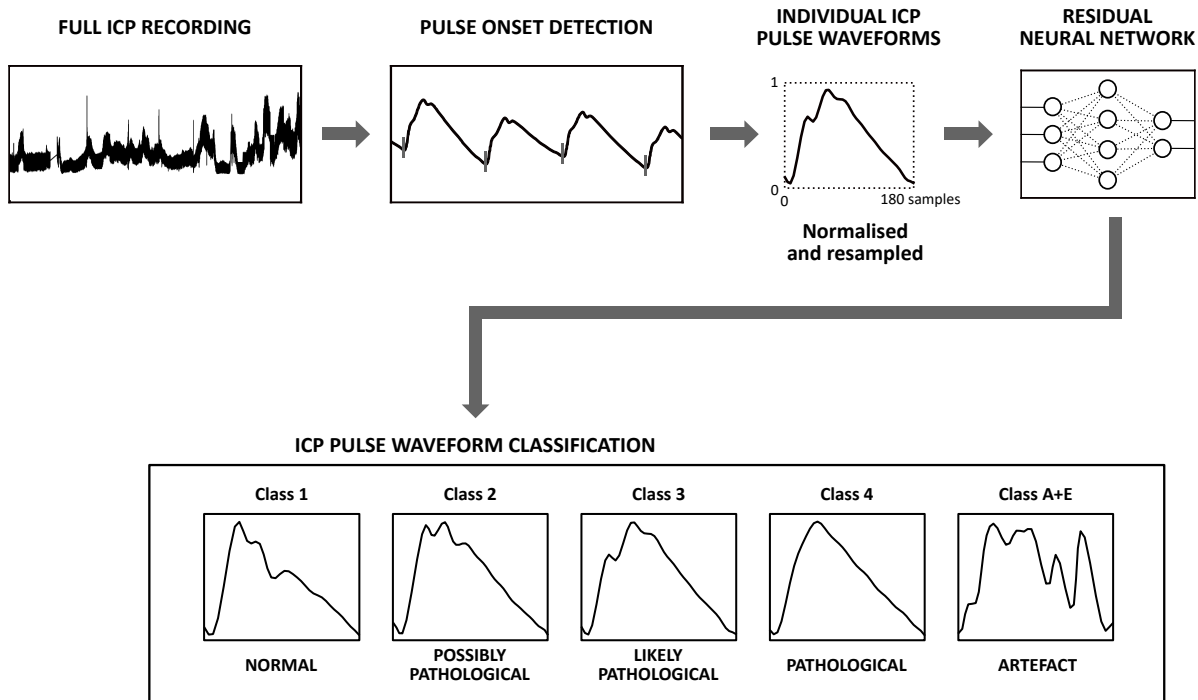 FULL ICP RECORDING
PULSE ONSET DETECTION
INDIVIDUAL ICP
PULSE WAVEFORMS
RESIDUAL
NEURAL NETWORK
1
0
0
180 samples
Normalised
and resampled
ICP PULSE WAVEFORM CLASSIFICATION
Class 1
Class 2
Class 3
Class 4
Class A+E
NORMAL
POSSIBLY
PATHOLOGICAL
LIKELY
PATHOLOGICAL
PATHOLOGICAL
ARTEFACT